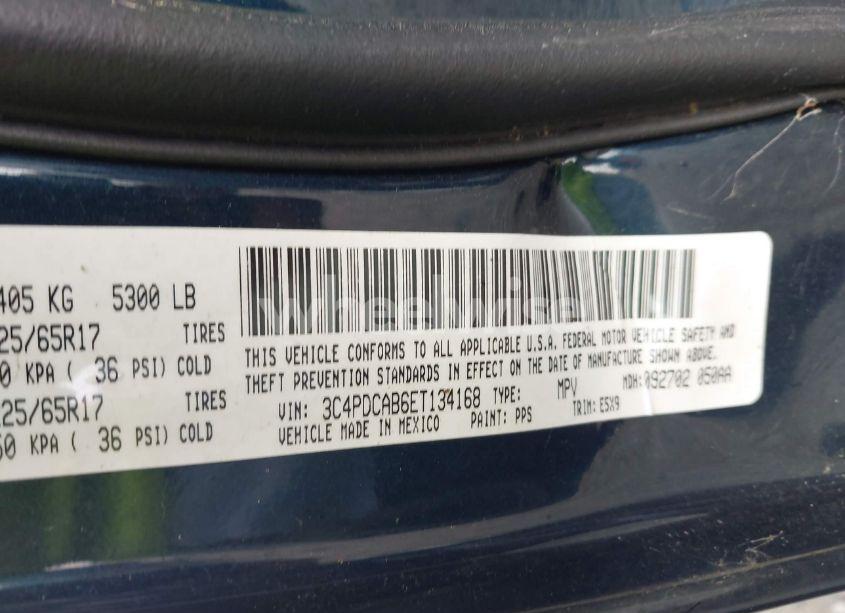 405 KG 5300 LB
25/65R17 TIRES
0 KPA ( 36 PSI) COLD
25/65R17 TIRES
50 KPA ( 36 PSI) COLD
wheelwise
THIS VEHICLE CONFORMS TO ALL APPLICABLE U.S.A. FEDERAL MOTOR VEHICLE SAFETY AND
THEFT PREVENTION STANDARDS IN EFFECT ON THE DATE OF MANUFACTURE SHOWN ABOVE.
VIN: 3C4PDCAB6ET134168 TYPE: MPV MDH:092702 050AA
VEHICLE MADE IN MEXICO PAINT: PPS TRIM: E5X9